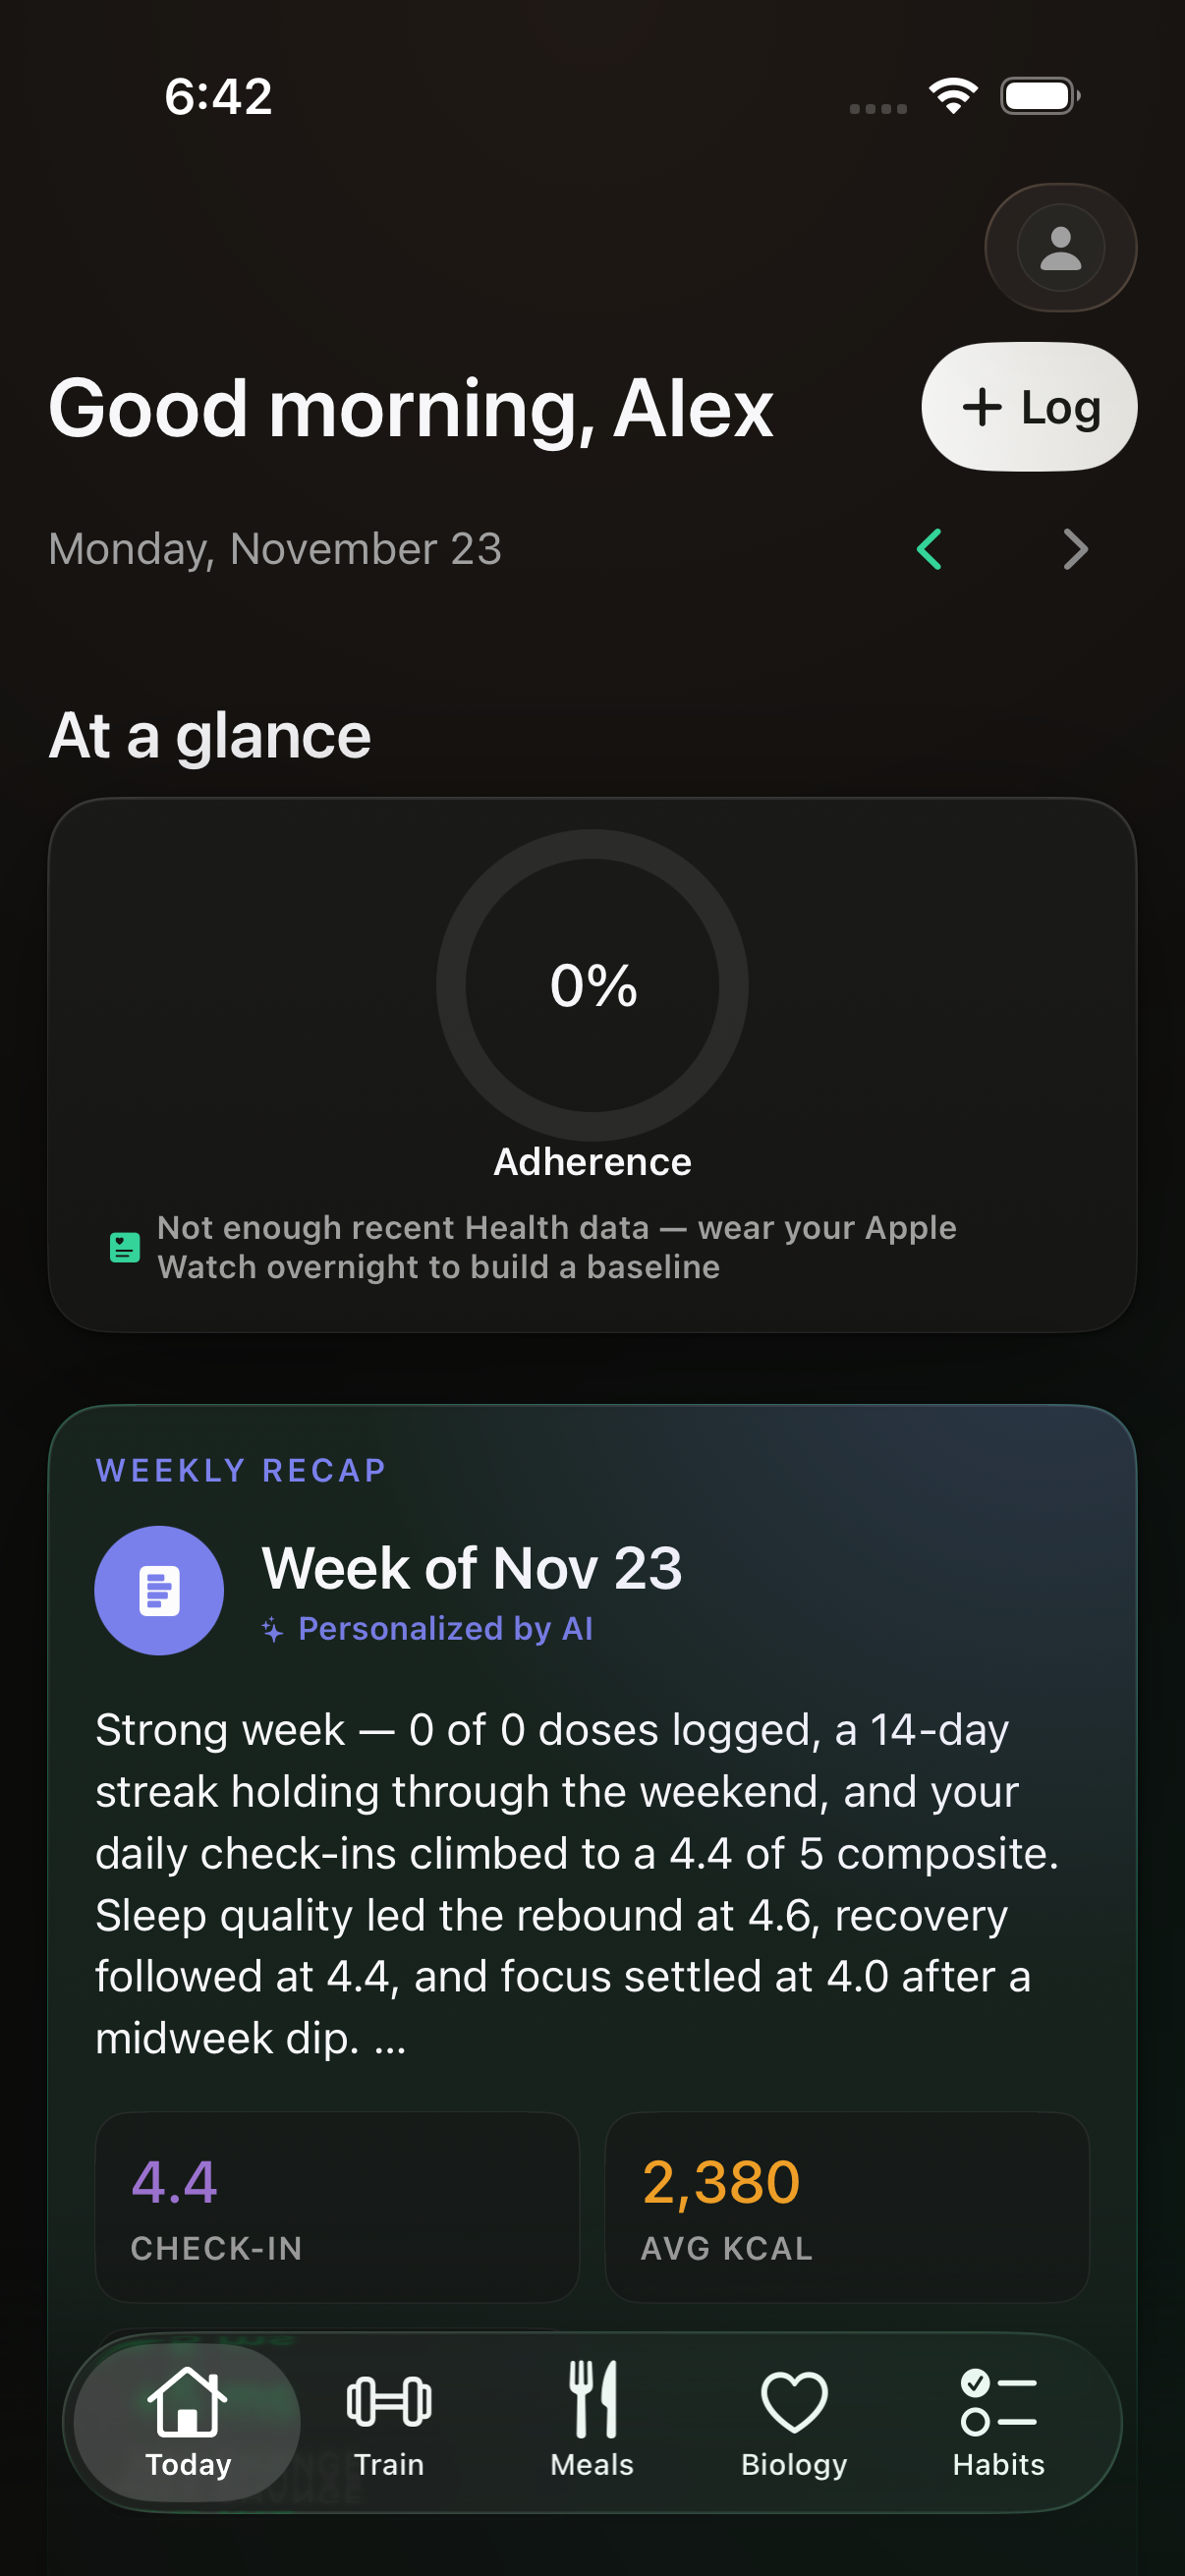 6:42
Good morning, Alex
+ Log
Monday, November 23
At a glance
0%
Adherence
Not enough recent Health data — wear your Apple
Watch overnight to build a baseline
WEEKLY RECAP
Week of Nov 23
Personalized by AI
Strong week — 0 of 0 doses logged, a 14-day
streak holding through the weekend, and your
daily check-ins climbed to a 4.4 of 5 composite.
Sleep quality led the rebound at 4.6, recovery
followed at 4.4, and focus settled at 4.0 after a
midweek dip. ...
4.4
CHECK-IN
2,380
AVG KCAL
Today
Train
Meals
Biology
Habits